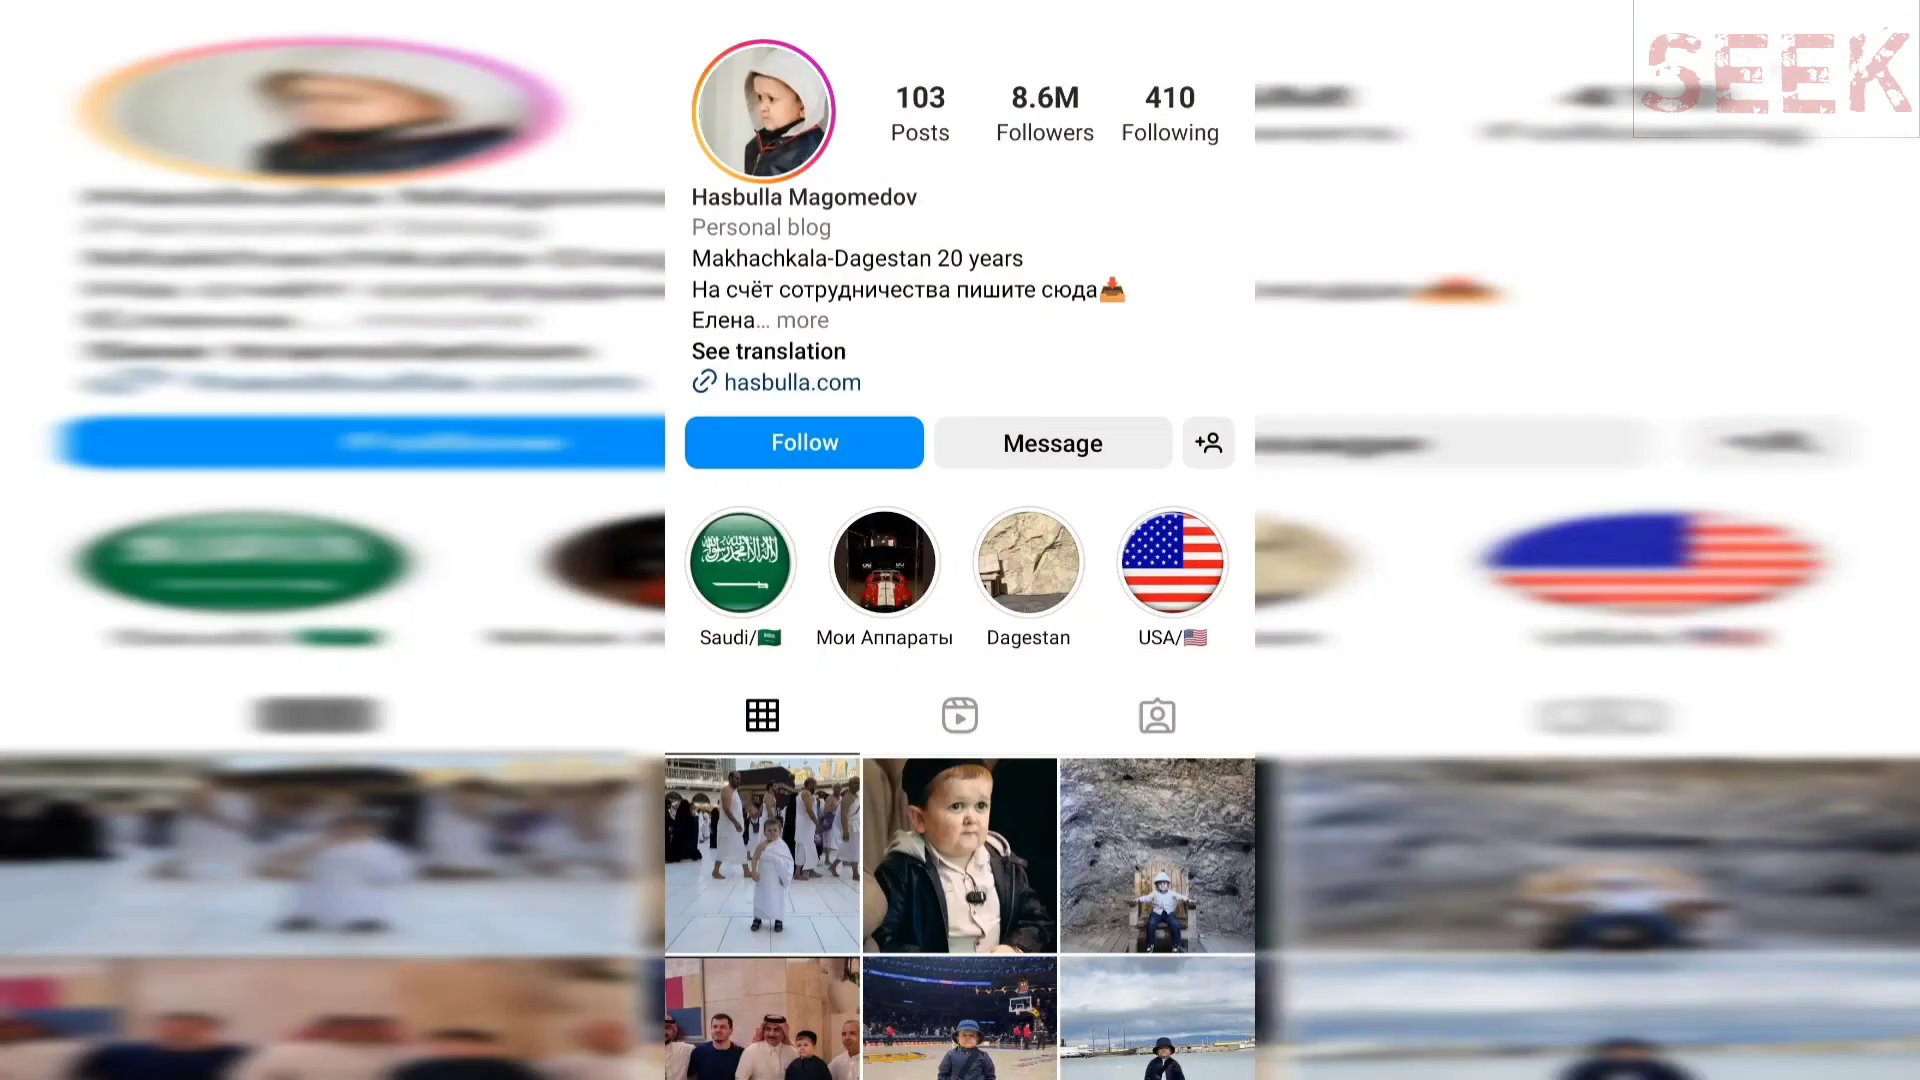 SEEK
103 8.6M 410
Posts Followers Following
Hasbulla Magomedov
Personal blog
Makhachkala-Dagestan 20 years
На счёт сотрудничества пишите сюда📥
Елена... more
See translation
hasbulla.com
Follow Message
Saudi/🇸🇦 Мои Аппараты Dagestan USA/🇺🇸